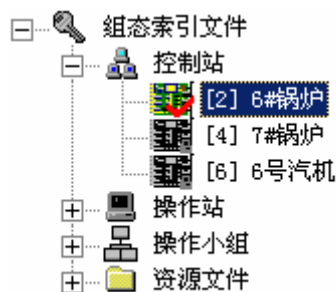 组态索引文件
控制站
[2] 6#锅炉
[4] 7#锅炉
[6] 6号汽机
操作站
操作小组
资源文件